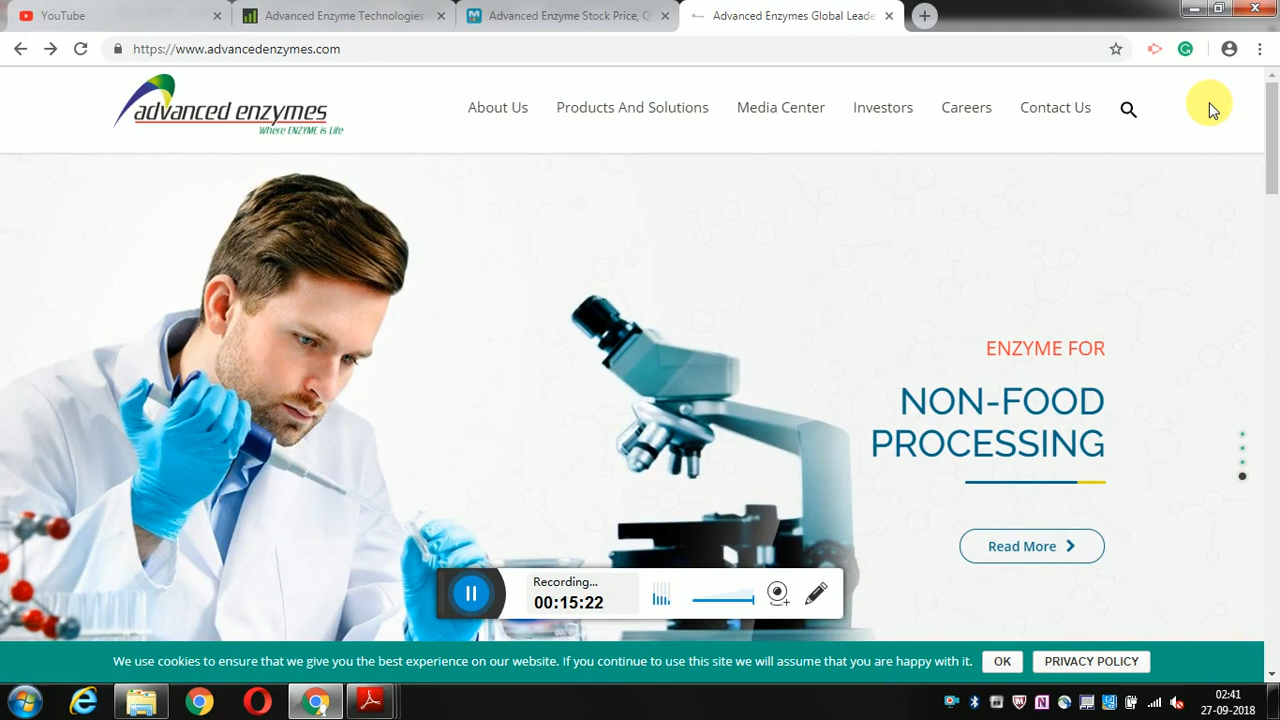 YouTube
Advanced Enzyme Technologies
Advanced Enzyme Stock Price, Q
Advanced Enzymes Global Leade
https://www.advancedenzymes.com
advanced enzymes
Where ENZYME is Life
About Us
Products And Solutions
Media Center
Investors
Careers
Contact Us
ENZYME FOR
NON-FOOD
PROCESSING
Read More
Recording...
00:15:22
We use cookies to ensure that we give you the best experience on our website. If you continue to use this site we will assume that you are happy with it.
OK
PRIVACY POLICY
02:41
27-09-2018